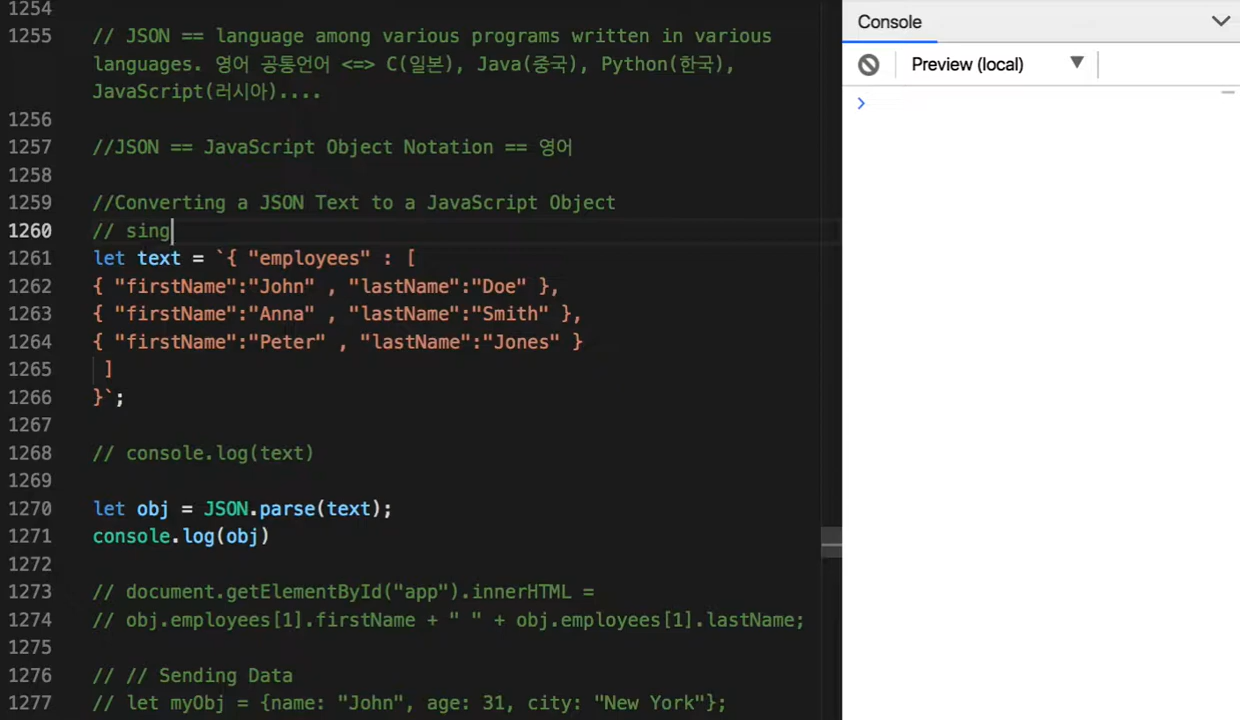 1254
1255 // JSON == language among various programs written in various
languages. 영어 공통언어 <=> C(일본), Java(중국), Python(한국),
JavaScript(러시아)....
1256
1257 //JSON == JavaScript Object Notation == 영어
1258
1259 //Converting a JSON Text to a JavaScript Object
1260 // sing
1261 let text = `{ "employees" : [
1262 { "firstName":"John" , "lastName":"Doe" },
1263 { "firstName":"Anna" , "lastName":"Smith" },
1264 { "firstName":"Peter" , "lastName":"Jones" }
1265 ]
1266 }`;
1267
1268 // console.log(text)
1269
1270 let obj = JSON.parse(text);
1271 console.log(obj)
1272
1273 // document.getElementById("app").innerHTML =
1274 // obj.employees[1].firstName + " " + obj.employees[1].lastName;
1275
1276 // // Sending Data
1277 // let myObj = {name: "John", age: 31, city: "New York"};
Console
Preview (local)
>